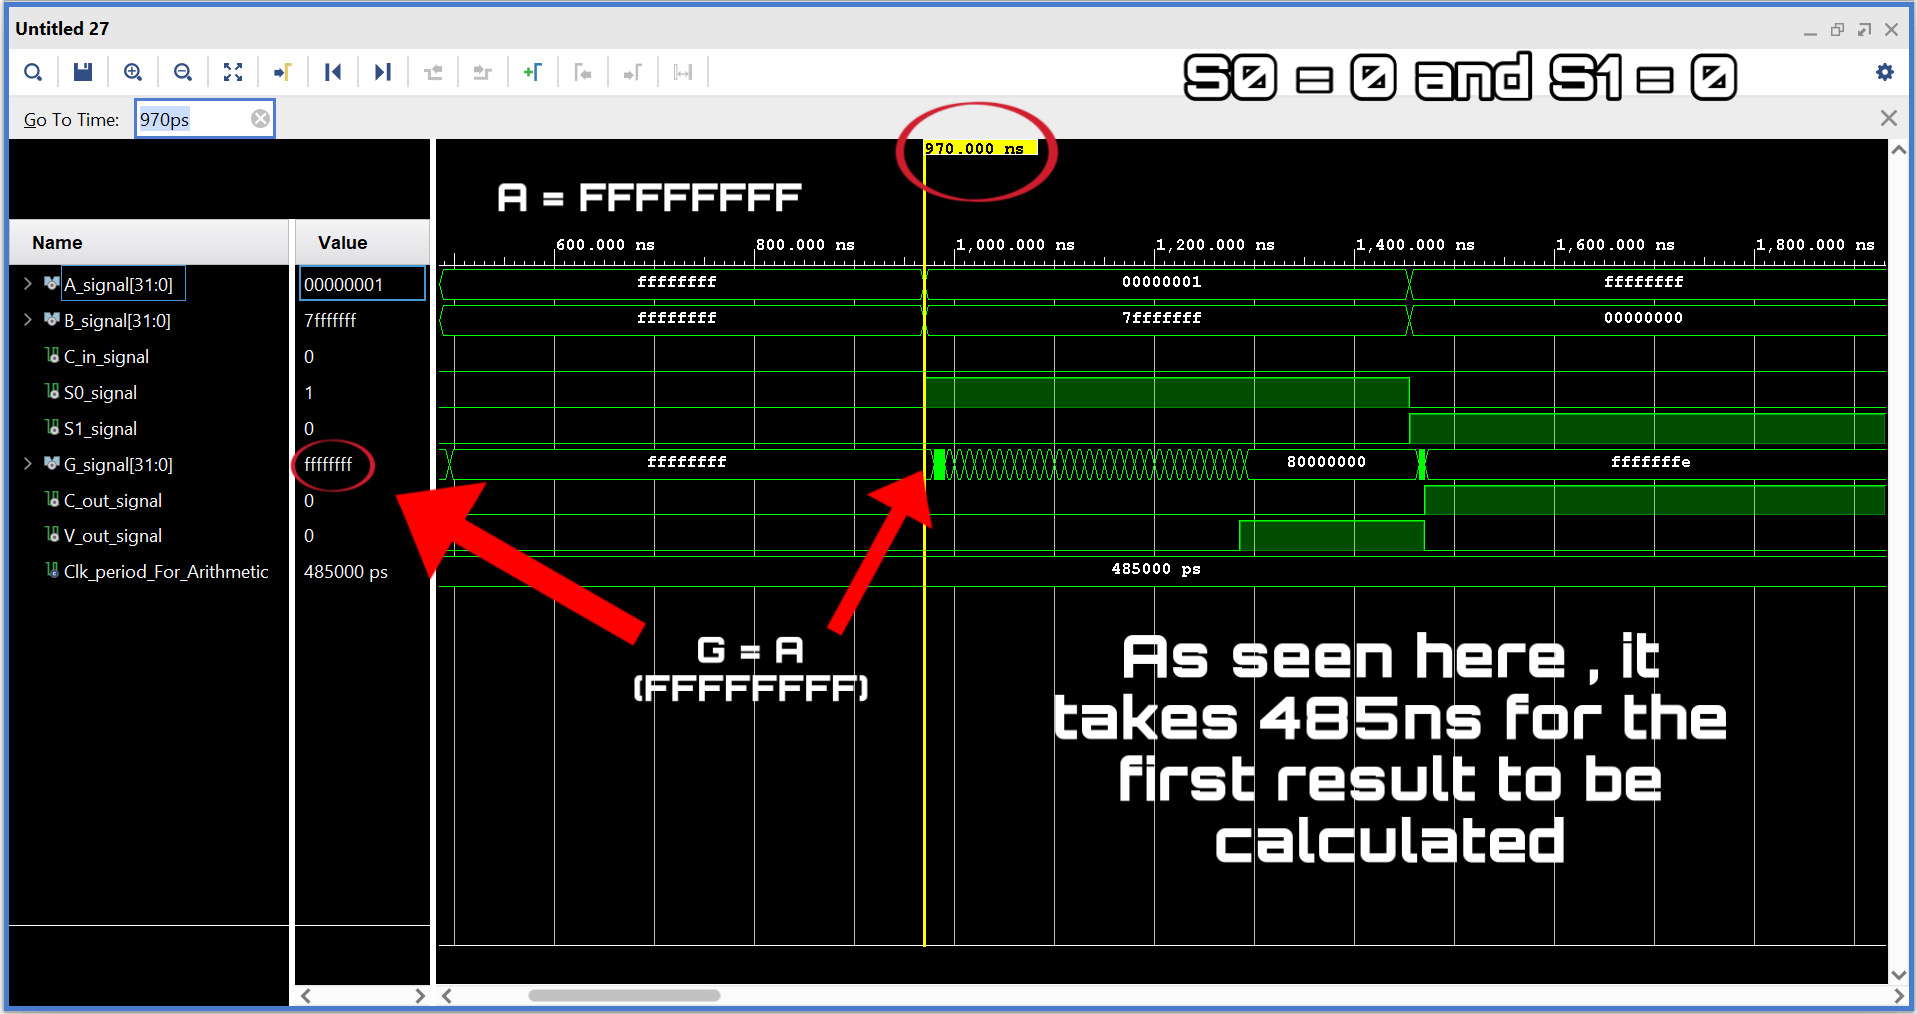 Untitled 27
S0 = 0 and S1 = 0
Go To Time: 970ps
970.000 ns
A = FFFFFFFF
Name Value
600.000 ns 800.000 ns 1,000.000 ns 1,200.000 ns 1,400.000 ns 1,600.000 ns 1,800.000 ns
A_signal[31:0] 00000001 ffffffff 00000001 ffffffff
B_signal[31:0] 7fffffff ffffffff 7fffffff 00000000
C_in_signal 0
S0_signal 1
S1_signal 0
G_signal[31:0] ffffffff ffffffff 80000000 fffffffe
C_out_signal 0
V_out_signal 0
Clk_period_For_Arithmetic 485000 ps 485000 ps
G = A
(FFFFFFFF)
As seen here , it
takes 485ns for the
first result to be
calculated